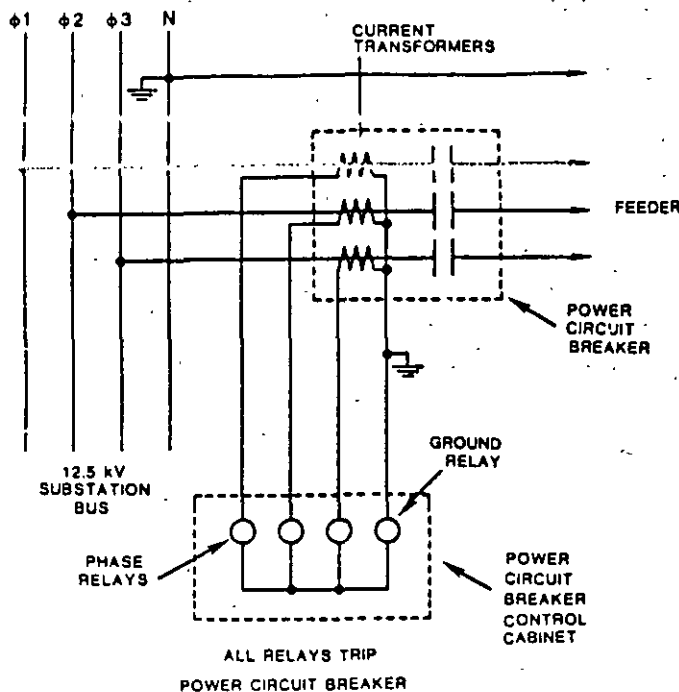 ϕ1 ϕ2 ϕ3 N
CURRENT
TRANSFORMERS
FEEDER
POWER
CIRCUIT
BREAKER
12.5 kV
SUBSTATION
BUS
GROUND
RELAY
PHASE
RELAYS
POWER
CIRCUIT
BREAKER
CONTROL
CABINET
ALL RELAYS TRIP
POWER CIRCUIT BREAKER